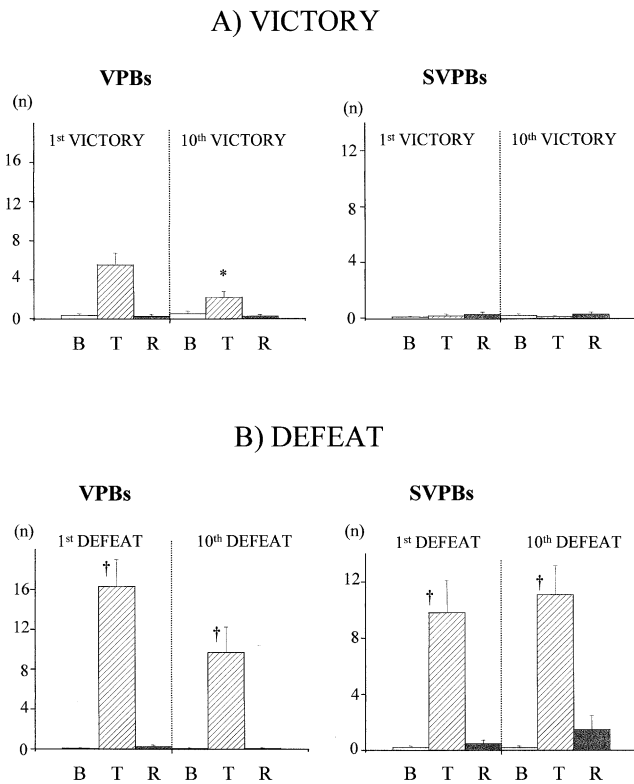 A) VICTORY
VPBs
(n)
1st VICTORY 10th VICTORY
16
12
8
4
*
0
B T R B T R
SVPBs
1st VICTORY 10th VICTORY
12
8
4
0
B T R B T R
B) DEFEAT
VPBs
(n)
1st DEFEAT 10th DEFEAT
†
16
12
†
8
4
0
B T R B T R
SVPBs
(n)
1st DEFEAT 10th DEFEAT
12
† †
8
4
0
B T R B T R